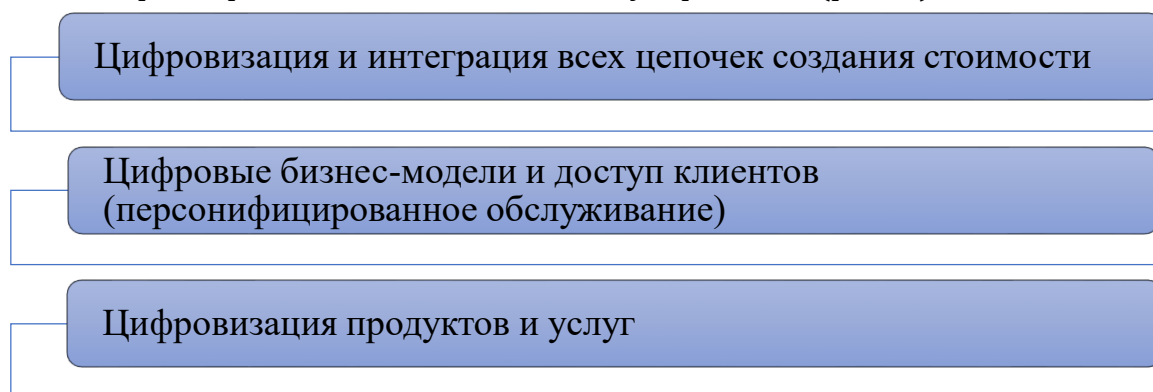 Цифровизация и интеграция всех цепочек создания стоимости
Цифровые бизнес-модели и доступ клиентов
(персонифицированное обслуживание)
Цифровизация продуктов и услуг